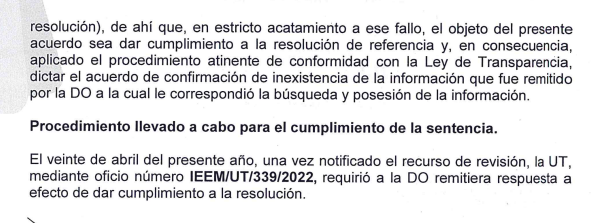 resolución), de ahí que, en estricto acatamiento a ese fallo, el objeto del presente
acuerdo sea dar cumplimiento a la resolución de referencia y, en consecuencia,
aplicado el procedimiento atinente de conformidad con la Ley de Transparencia,
dictar el acuerdo de confirmación de inexistencia de la información que fue remitido
por la DO a la cual le correspondió la búsqueda y posesión de la información.
Procedimiento llevado a cabo para el cumplimiento de la sentencia.
El veinte de abril del presente año, una vez notificado el recurso de revisión, la UT,
mediante oficio número IEEM/UT/339/2022, requirió a la DO remitiera respuesta a
efecto de dar cumplimiento a la resolución.